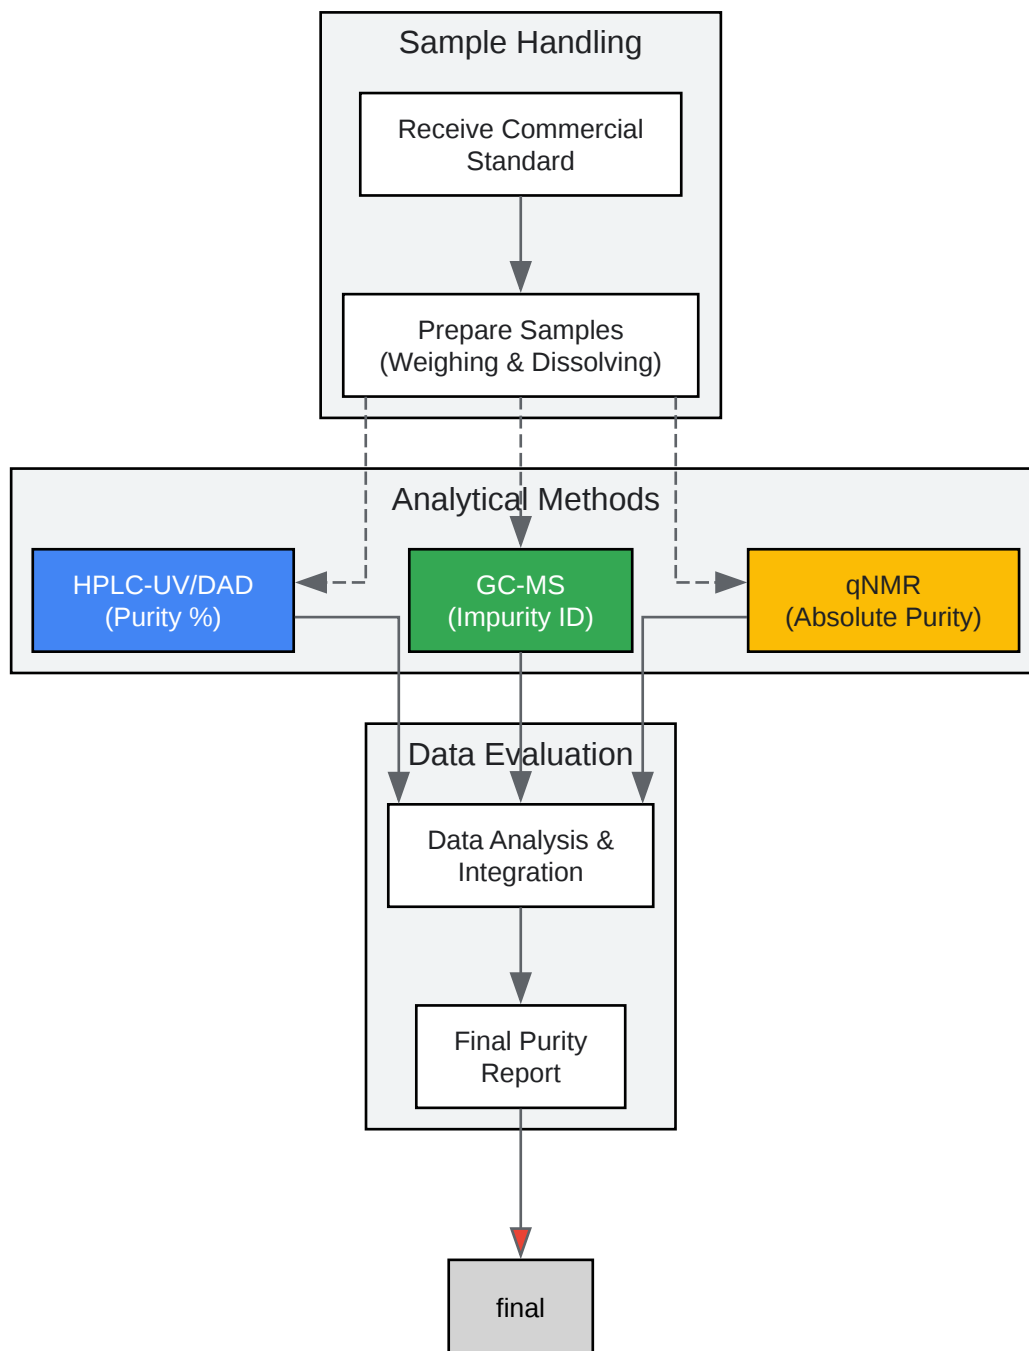 Sample Handling
Receive Commercial
Standard
Prepare Samples
(Weighing & Dissolving)
Analytical Methods
HPLC-UV/DAD
(Purity %)
GC-MS
(Impurity ID)
qNMR
(Absolute Purity)
Data Evaluation
Data Analysis &
Integration
Final Purity
Report
final